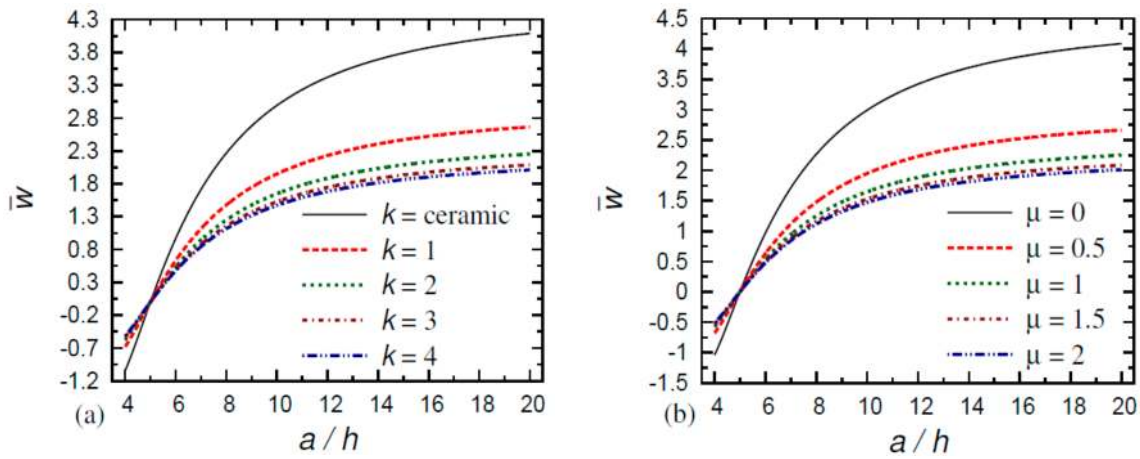 4.3
3.8
3.3
2.8
2.3
1.8
1.3
0.8
0.3
-0.2
-0.7
-1.2
w̅
k = ceramic
k = 1
k = 2
k = 3
k = 4
4 6 8 10 12 14 16 18 20
(a)
a / h
4.5
4
3.5
3
2.5
2
1.5
1
0.5
0
-0.5
-1
-1.5
w̅
μ = 0
μ = 0.5
μ = 1
μ = 1.5
μ = 2
4 6 8 10 12 14 16 18 20
(b)
a / h